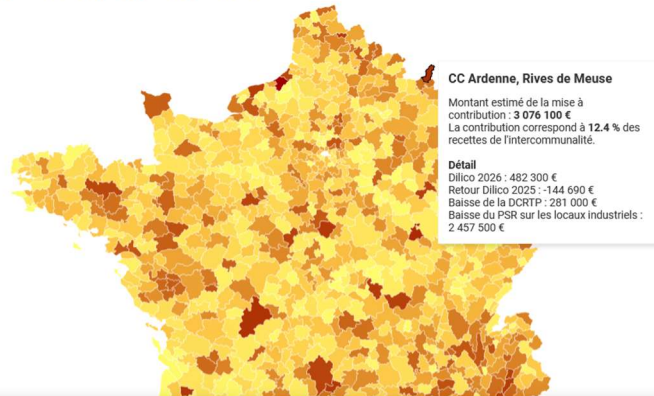 CC Ardenne, Rives de Meuse
Montant estimé de la mise à
contribution : 3 076 100 €
La contribution correspond à 12.4 % des
recettes de l'intercommunalité.
Détail
Dilico 2026 : 482 300 €
Retour Dilico 2025 : -144 690 €
Baisse de la DCRTP : 281 000 €
Baisse du PSR sur les locaux industriels :
2 457 500 €